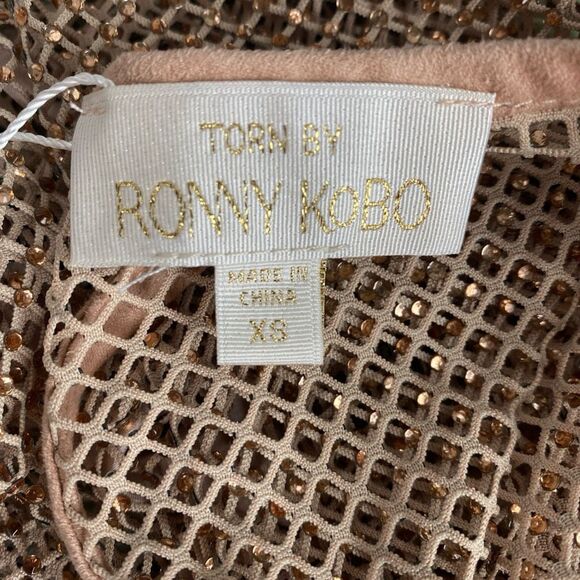 TORN BY
RONNY KOBO
MADE IN
CHINA
XS